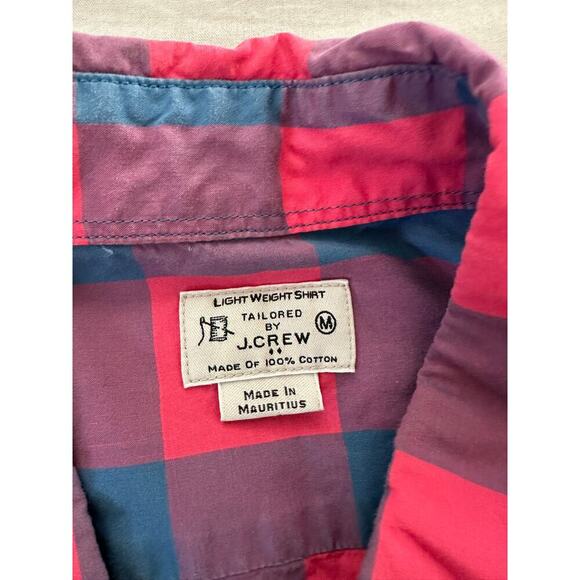 LIGHT WEIGHT SHIRT
TAILORED
BY
J.CREW
M
MADE OF 100% COTTON
MADE IN
MAURITIUS